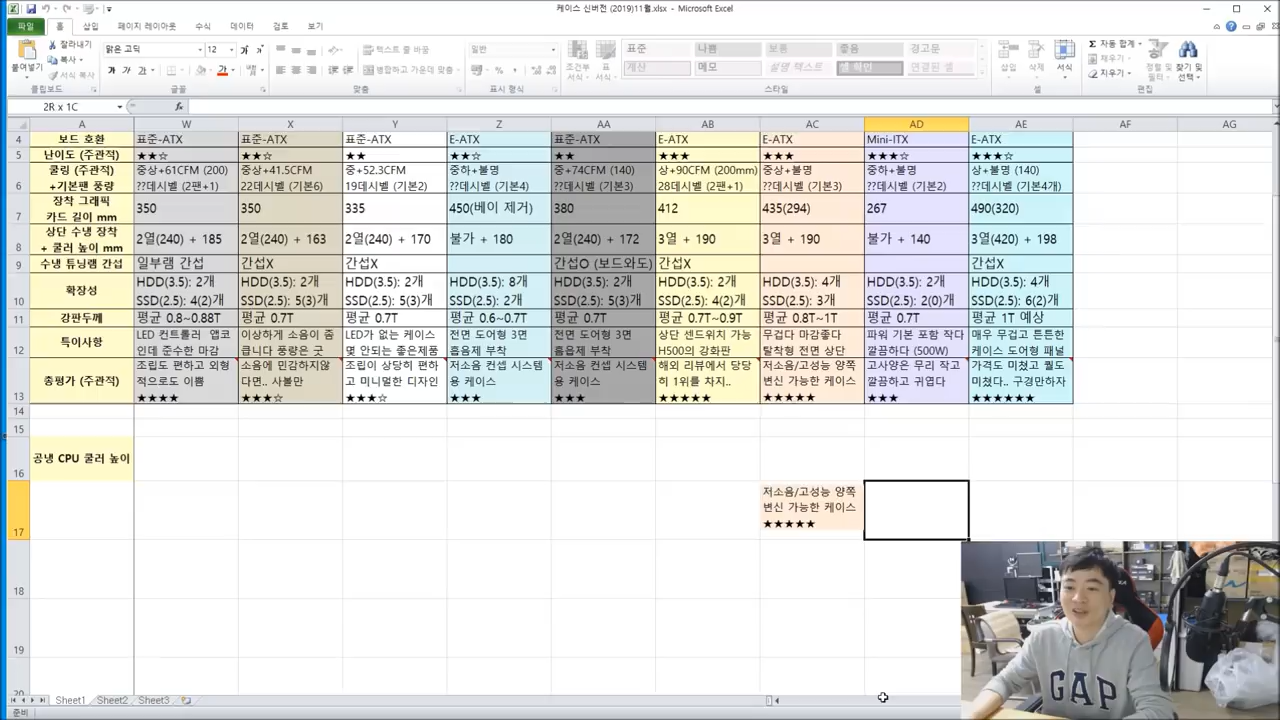 케이스 신버전 (2019)11월.xlsx - Microsoft Excel
파일 홈 삽입 페이지 레이아웃 수식 데이터 검토 보기
붙여넣기 잘라내기 복사 서식 복사
맑은 고딕 12 텍스트 줄 바꿈 일반
가 가 가 병합하고 가운데 맞춤 %
조건부 서식 표 서식
표준 나쁨 보통 좋음 경고문
계산 메모 설명 텍스트 셀 확인 연결된 셀
삽입 삭제 서식 자동 합계 채우기 지우기 정렬 및 필터 찾기 및 선택
클립보드 글꼴 맞춤 표시 형식 스타일 셀 편집
2R x 1C fx
A W X Y Z AA AB AC AD AE AF AG
4 보드 호환 표준-ATX 표준-ATX 표준-ATX E-ATX 표준-ATX E-ATX E-ATX Mini-ITX E-ATX
5 난이도 (주관적) ★★☆ ★★☆ ★★ ★★☆ ★★ ★★★ ★★★ ★★★☆ ★★★☆
쿨링 (주관적) 중상+61CFM (200) 중상+41.5CFM 중+52.3CFM 중하+불명 중+74CFM (140) 상+90CFM (200mm) 중상+불명 중하+불명 상+불명 (140)
6 +기본팬 풍량 ??데시벨 (2팬+1) 22데시벨 (기본6) 19데시벨 (기본2) ??데시벨 (기본4) ??데시벨 (기본3) 28데시벨 (2팬+1) ??데시벨 (기본3) ??데시벨 (기본2) ??데시벨 (기본4개)
장착 그래픽
7 카드 길이 mm 350 350 335 450(베이 제거) 380 412 435(294) 267 490(320)
상단 수냉 장착
8 + 쿨러 높이 mm 2열(240) + 185 2열(240) + 163 2열(240) + 170 불가 + 180 2열(240) + 172 3열 + 190 3열 + 190 불가 + 140 3열(420) + 198
9 수냉 튜닝램 간섭 일부램 간섭 간섭X 간섭X 간섭O (보드와도) 간섭X 간섭X
확장성 HDD(3.5): 2개 HDD(3.5): 2개 HDD(3.5): 2개 HDD(3.5): 8개 HDD(3.5): 2개 HDD(3.5): 2개 HDD(3.5): 4개 HDD(3.5): 2개 HDD(3.5): 4개
10 SSD(2.5): 4(2)개 SSD(2.5): 5(3)개 SSD(2.5): 5(3)개 SSD(2.5): 2개 SSD(2.5): 5(3)개 SSD(2.5): 4(2)개 SSD(2.5): 3개 SSD(2.5): 2(0)개 SSD(2.5): 6(2)개
11 강판두께 평균 0.8~0.88T 평균 0.7T 평균 0.7T 평균 0.6~0.7T 평균 0.7T 평균 0.7T~0.9T 평균 0.8T~1T 평균 0.7T 평균 1T 예상
특이사항 LED 컨트롤러 앱코 이상하게 소음이 좀 LED가 없는 케이스 전면 도어형 3면 전면 도어형 3면 상단 샌드위치 가능 무겁다 마감좋다 파워 기본 포함 작다 매우 무겁고 튼튼한
12 인데 준수한 마감 큽니다 풍량은 굿 몇 안되는 좋은제품 흡음제 부착 흡음제 부착 H500의 강화판 탈착형 전면 상단 깔끔하다 (500W) 케이스 도어형 패널
총평가 (주관적) 조립도 편하고 외형 소음에 민감하지않 조립이 상당히 편하 저소음 컨셉 시스템 저소음 컨셉 시스템 해외 리뷰에서 당당 저소음/고성능 양쪽 고사양은 무리 작고 가격도 미쳤고 퀄도
적으로도 이쁨 다면.. 사볼만 고 미니멀한 디자인 용 케이스 용 케이스 히 1위를 차지.. 변신 가능한 케이스 깔끔하고 귀엽다 미쳤다.. 구경만하자
13 ★★★★ ★★★☆ ★★★☆ ★★★ ★★★ ★★★★★ ★★★★★ ★★★ ★★★★★★
14
15
공냉 CPU 쿨러 높이
16
저소음/고성능 양쪽
변신 가능한 케이스
★★★★★
17
18
19
20
Sheet1 Sheet2 Sheet3
준비
GAP